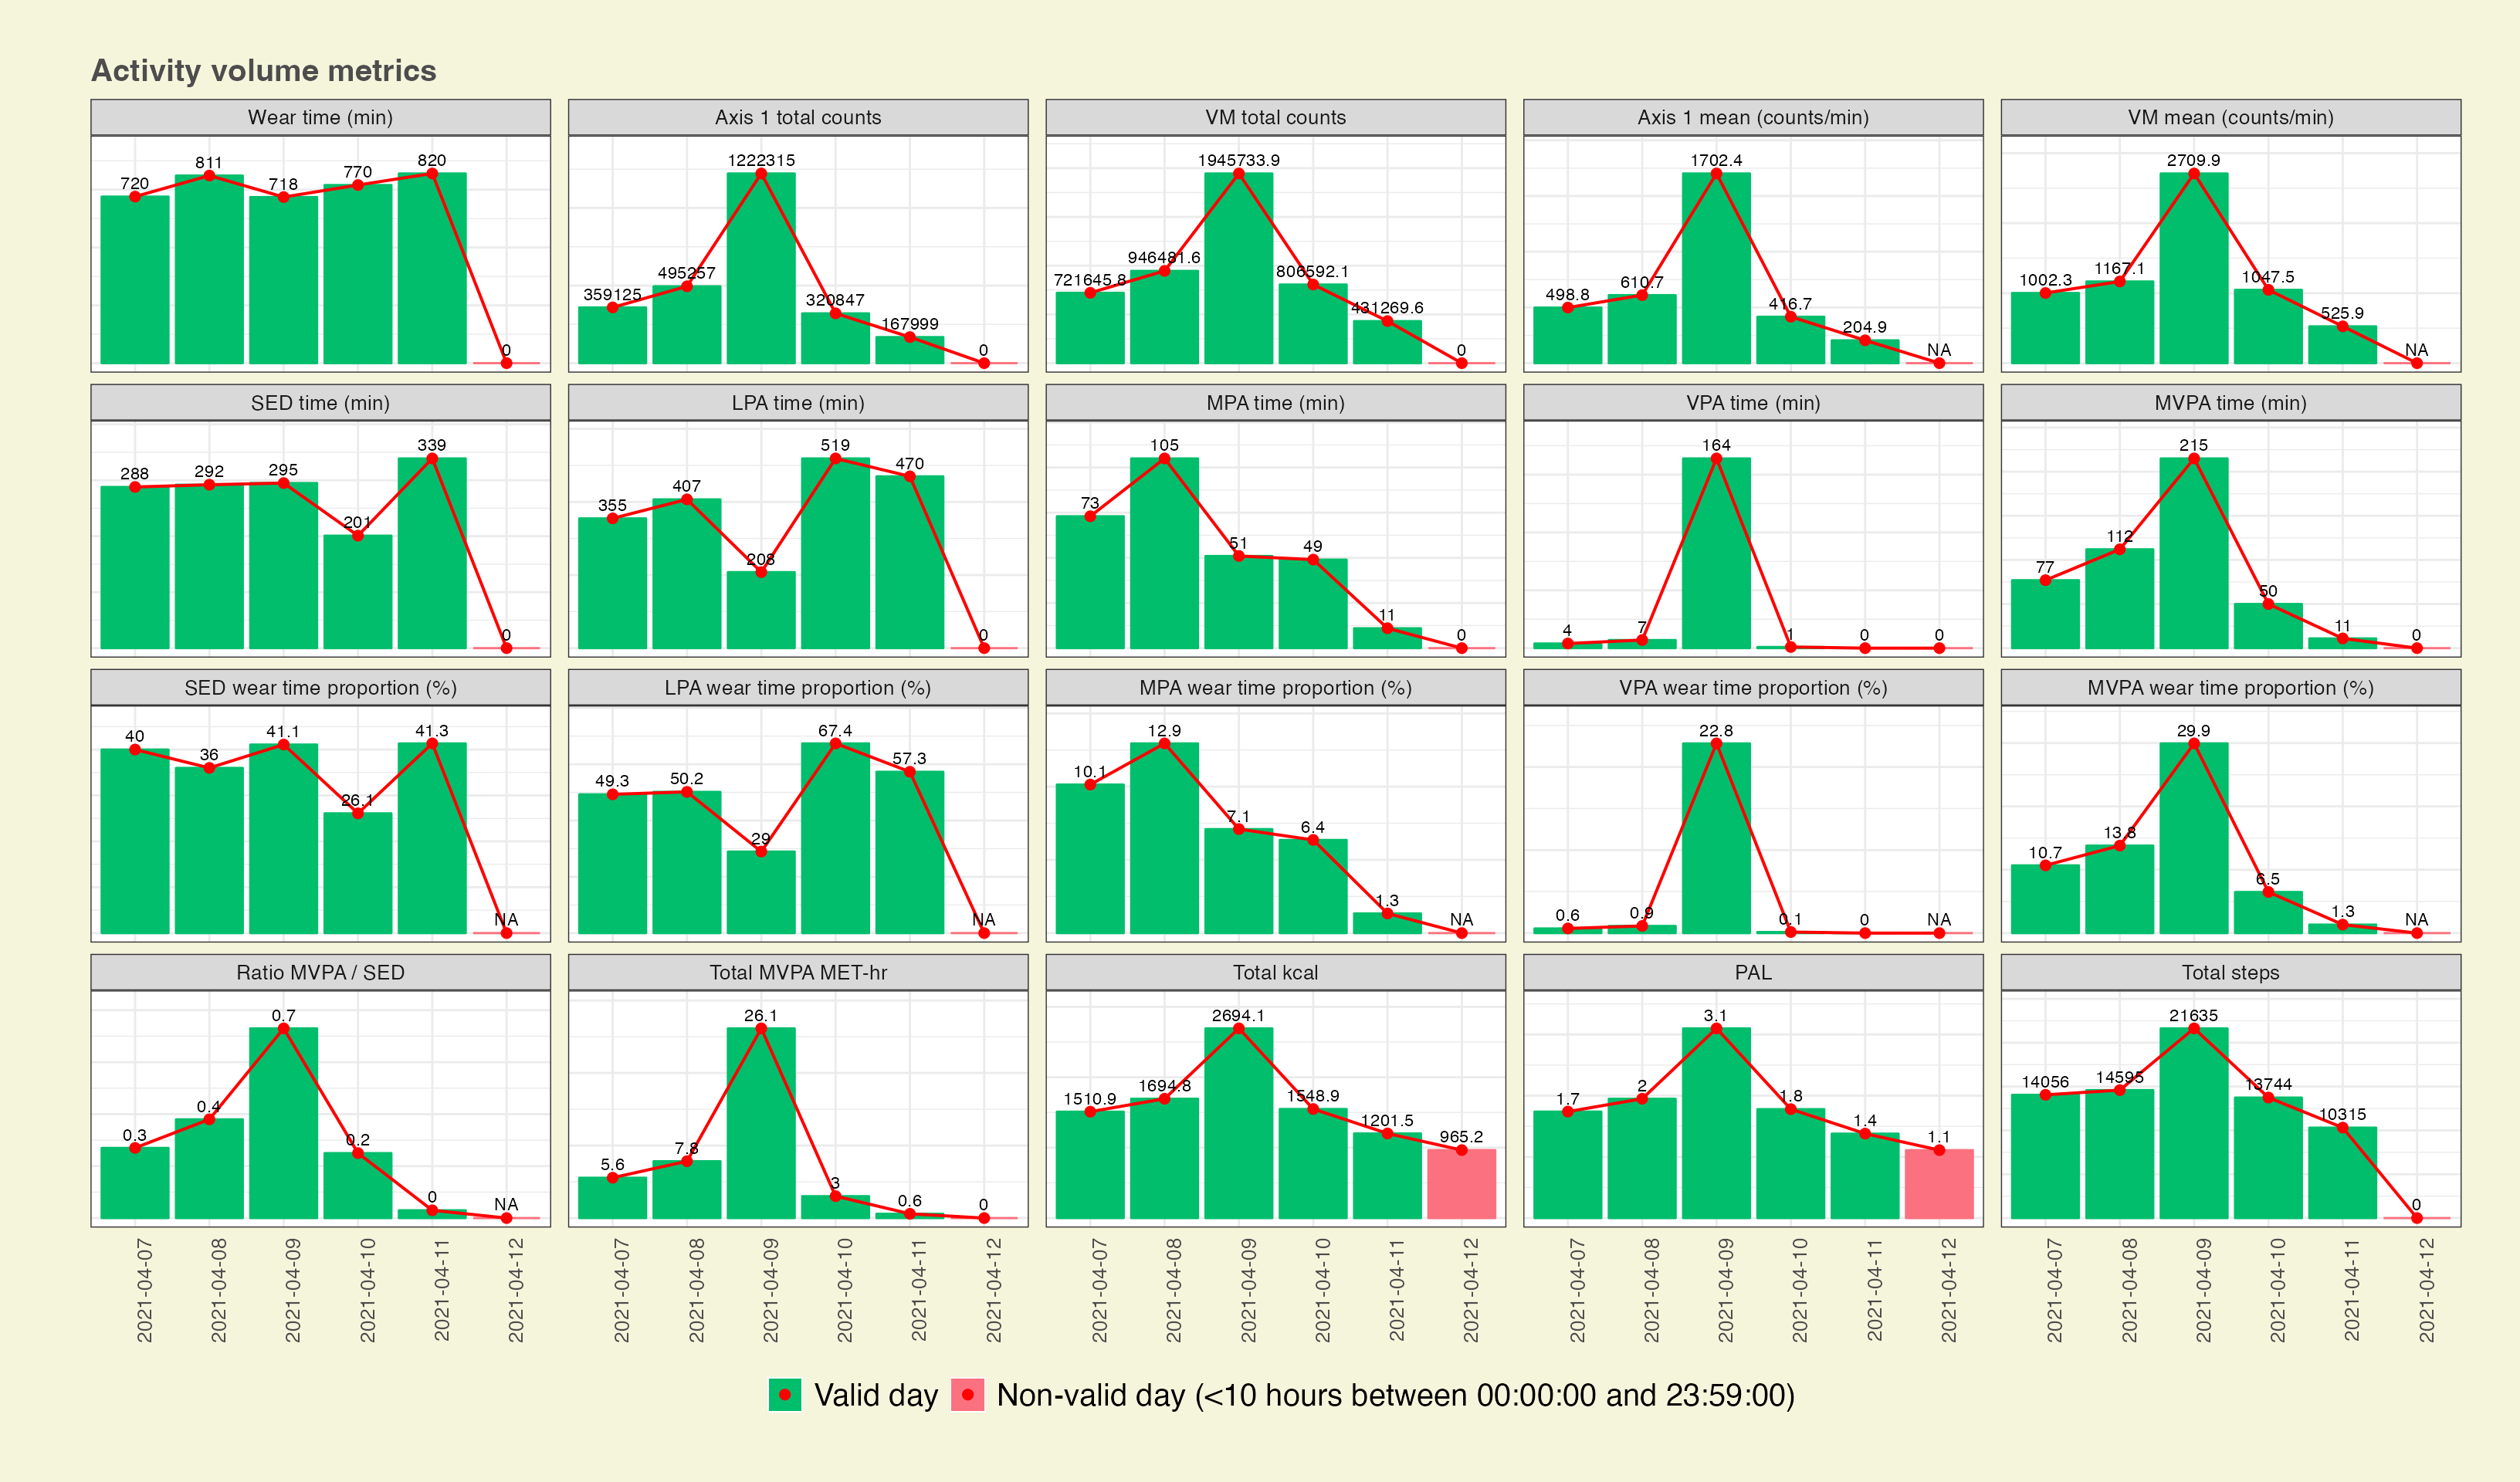 Activity volume metrics
Wear time (min)
720 811 718 770 820 0
Axis 1 total counts
359125 495257 1222315 320847 167999 0
VM total counts
721645.8 946481.6 1945733.9 806592.1 431269.6 0
Axis 1 mean (counts/min)
498.8 610.7 1702.4 416.7 204.9 NA
VM mean (counts/min)
1002.3 1167.1 2709.9 1047.5 525.9 NA
SED time (min)
288 292 295 201 339 0
LPA time (min)
355 407 208 519 470 0
MPA time (min)
73 105 51 49 11 0
VPA time (min)
4 7 164 1 0 0
MVPA time (min)
77 112 215 50 11 0
SED wear time proportion (%)
40 36 41.1 26.1 41.3 NA
LPA wear time proportion (%)
49.3 50.2 29 67.4 57.3 NA
MPA wear time proportion (%)
10.1 12.9 7.1 6.4 1.3 NA
VPA wear time proportion (%)
0.6 0.9 22.8 0.1 0 NA
MVPA wear time proportion (%)
10.7 13.8 29.9 6.5 1.3 NA
Ratio MVPA / SED
0.3 0.4 0.7 0.2 0 NA
Total MVPA MET-hr
5.6 7.8 26.1 3 0.6 0
Total kcal
1510.9 1694.8 2694.1 1548.9 1201.5 965.2
PAL
1.7 2 3.1 1.8 1.4 1.1
Total steps
14056 14595 21635 13744 10315 0
2021-04-07 2021-04-08 2021-04-09 2021-04-10 2021-04-11 2021-04-12
2021-04-07 2021-04-08 2021-04-09 2021-04-10 2021-04-11 2021-04-12
2021-04-07 2021-04-08 2021-04-09 2021-04-10 2021-04-11 2021-04-12
2021-04-07 2021-04-08 2021-04-09 2021-04-10 2021-04-11 2021-04-12
2021-04-07 2021-04-08 2021-04-09 2021-04-10 2021-04-11 2021-04-12
Valid day Non-valid day (<10 hours between 00:00:00 and 23:59:00)